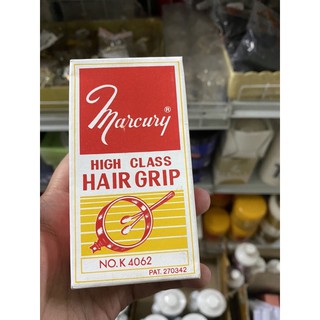 Marcury®
HIGH CLASS
HAIR GRIP
NO. K 4062
PAT. 270342